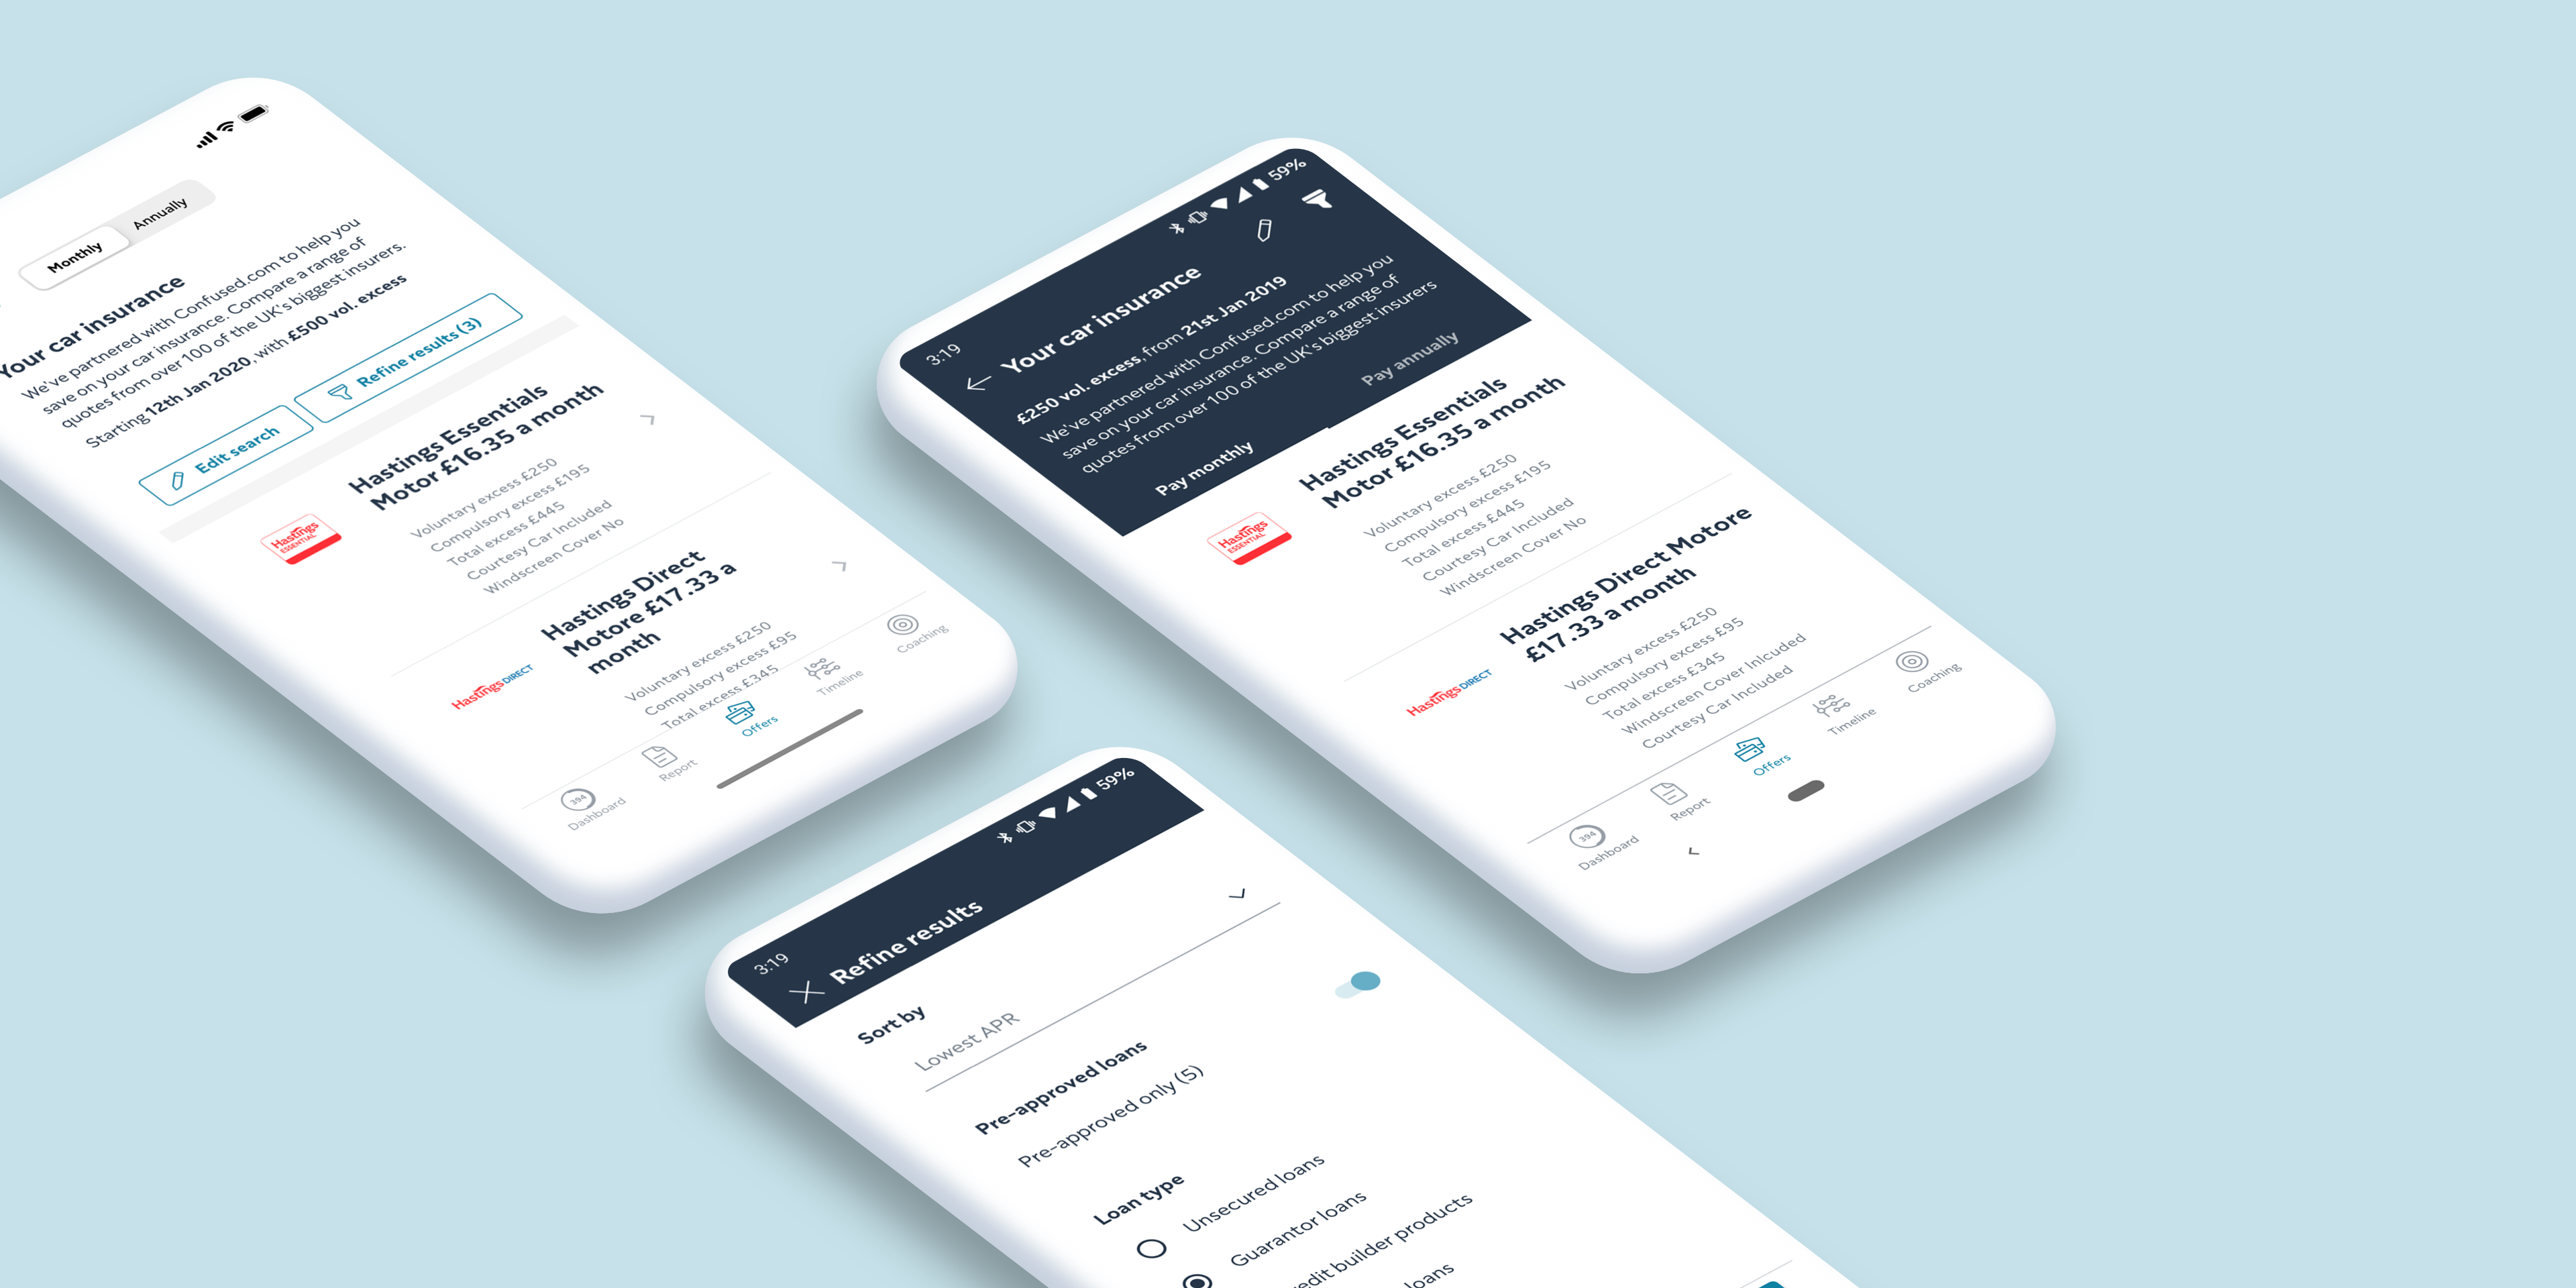 Monthly
Annually
Your car insurance
We've partnered with Confused.com to help you
save on your car insurance. Compare a range of
quotes from over 100 of the UK's biggest insurers.
Starting 12th Jan 2020, with £500 vol. excess
Edit search
Refine results (3)
Hastings
ESSENTIAL
Hastings Essentials
Motor £16.35 a month
Voluntary excess £250
Compulsory excess £195
Total excess £445
Courtesy Car Included
Windscreen Cover No
Hastings DIRECT
Hastings Direct
Motore £17.33 a
month
Voluntary excess £250
Compulsory excess £95
Total excess £345
394
Dashboard
Report
Offers
Timeline
Coaching
3:19
59%
Your car insurance
£250 vol. excess, from 21st Jan 2019
We've partnered with Confused.com to help you
save on your car insurance. Compare a range of
quotes from over 100 of the UK's biggest insurers
Pay monthly
Pay annually
Hastings
ESSENTIAL
Hastings Essentials
Motor £16.35 a month
Voluntary excess £250
Compulsory excess £195
Total excess £445
Courtesy Car Included
Windscreen Cover No
Hastings DIRECT
Hastings Direct Motore
£17.33 a month
Voluntary excess £250
Compulsory excess £95
Total excess £345
Windscreen Cover Inlcuded
Courtesy Car Included
394
Dashboard
Report
Offers
Timeline
Coaching
3:19
59%
Refine results
Sort by
Lowest APR
Pre-approved loans
Pre-approved only (5)
Loan type
Unsecured loans
Guarantor loans
builder products
loans